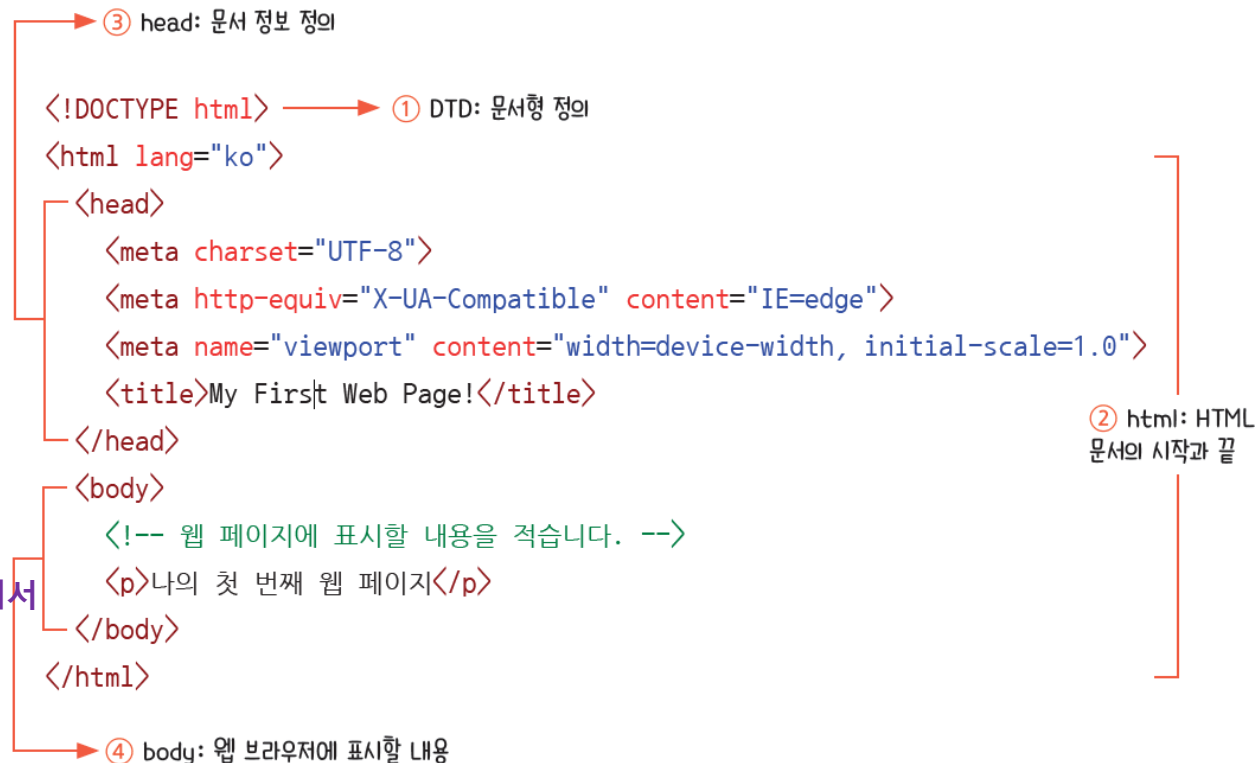 ③ head: 문서 정보 정의
<!DOCTYPE html> ① DTD: 문서형 정의
<html lang="ko">
<head>
<meta charset="UTF-8">
<meta http-equiv="X-UA-Compatible" content="IE=edge">
<meta name="viewport" content="width=device-width, initial-scale=1.0">
<title>My First Web Page!</title>
② html: HTML
문서의 시작과 끝
</head>
<body>
<!-- 웹 페이지에 표시할 내용을 적습니다. -->
<p>나의 첫 번째 웹 페이지</p>
서
</body>
</html>
④ body: 웹 브라우저에 표시할 내용